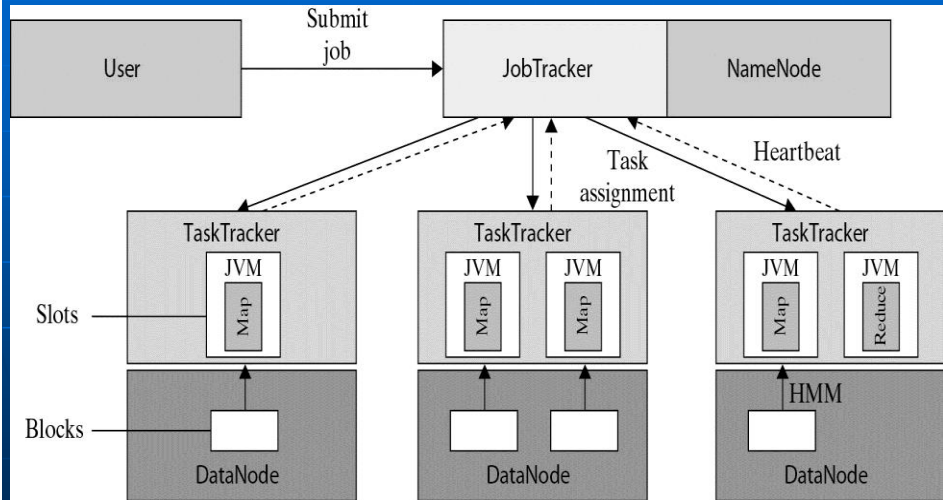 Submit
job
User
JobTracker
NameNode
Heartbeat
Task
assignment
TaskTracker
TaskTracker
TaskTracker
JVM
JVM
JVM
JVM
JVM
Map
Map
Map
Map
Reduce
Slots
HMM
Blocks
DataNode
DataNode
DataNode